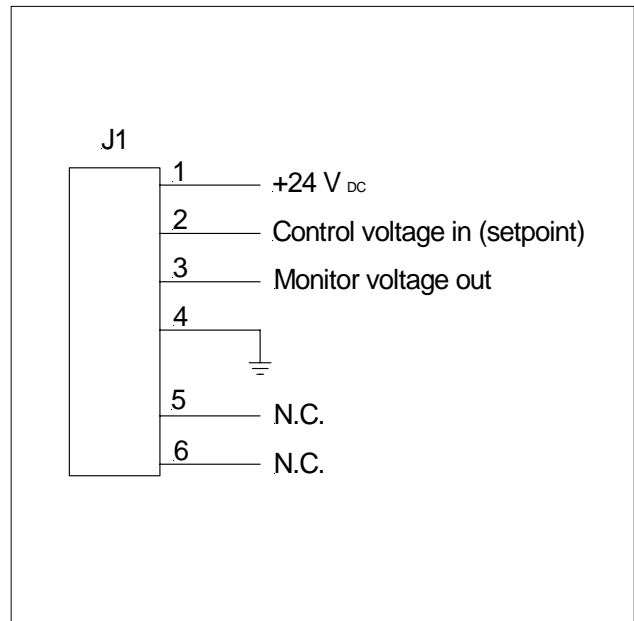 J1
1 +24 V DC
2 Control voltage in (setpoint)
3 Monitor voltage out
4
5 N.C.
6 N.C.